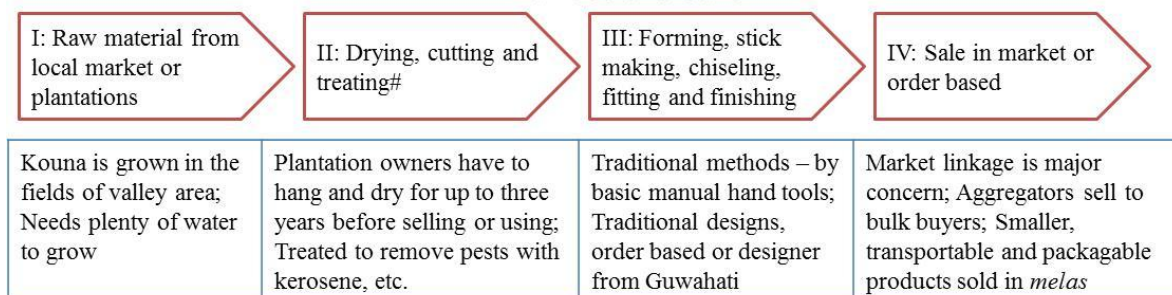 I: Raw material from
local market or
plantations
II: Drying, cutting and
treating#
III: Forming, stick
making, chiseling,
fitting and finishing
IV: Sale in market or
order based
Kouna is grown in the
fields of valley area;
Needs plenty of water
to grow
Plantation owners have to
hang and dry for up to three
years before selling or using;
Treated to remove pests with
kerosene, etc.
Traditional methods – by
basic manual hand tools;
Traditional designs,
order based or designer
from Guwahati
Market linkage is major
concern; Aggregators sell to
bulk buyers; Smaller,
transportable and packagable
products sold in melas